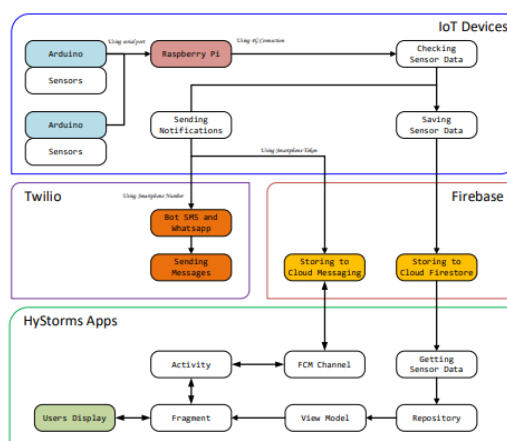 IoT Devices
Using serial port
Using 4G Connection
Arduino
Raspberry Pi
Checking
Sensor Data
Sensors
Arduino
Sending
Notifications
Saving
Sensor Data
Sensors
Using Smartphone Token
Twilio
Using Smartphone Number
Firebase
Bot SMS and
Whatsapp
Sending
Messages
Storing to
Cloud Messaging
Storing to
Cloud Firestore
HyStorms Apps
Activity
FCM Channel
Getting
Sensor Data
Users Display
Fragment
View Model
Repository